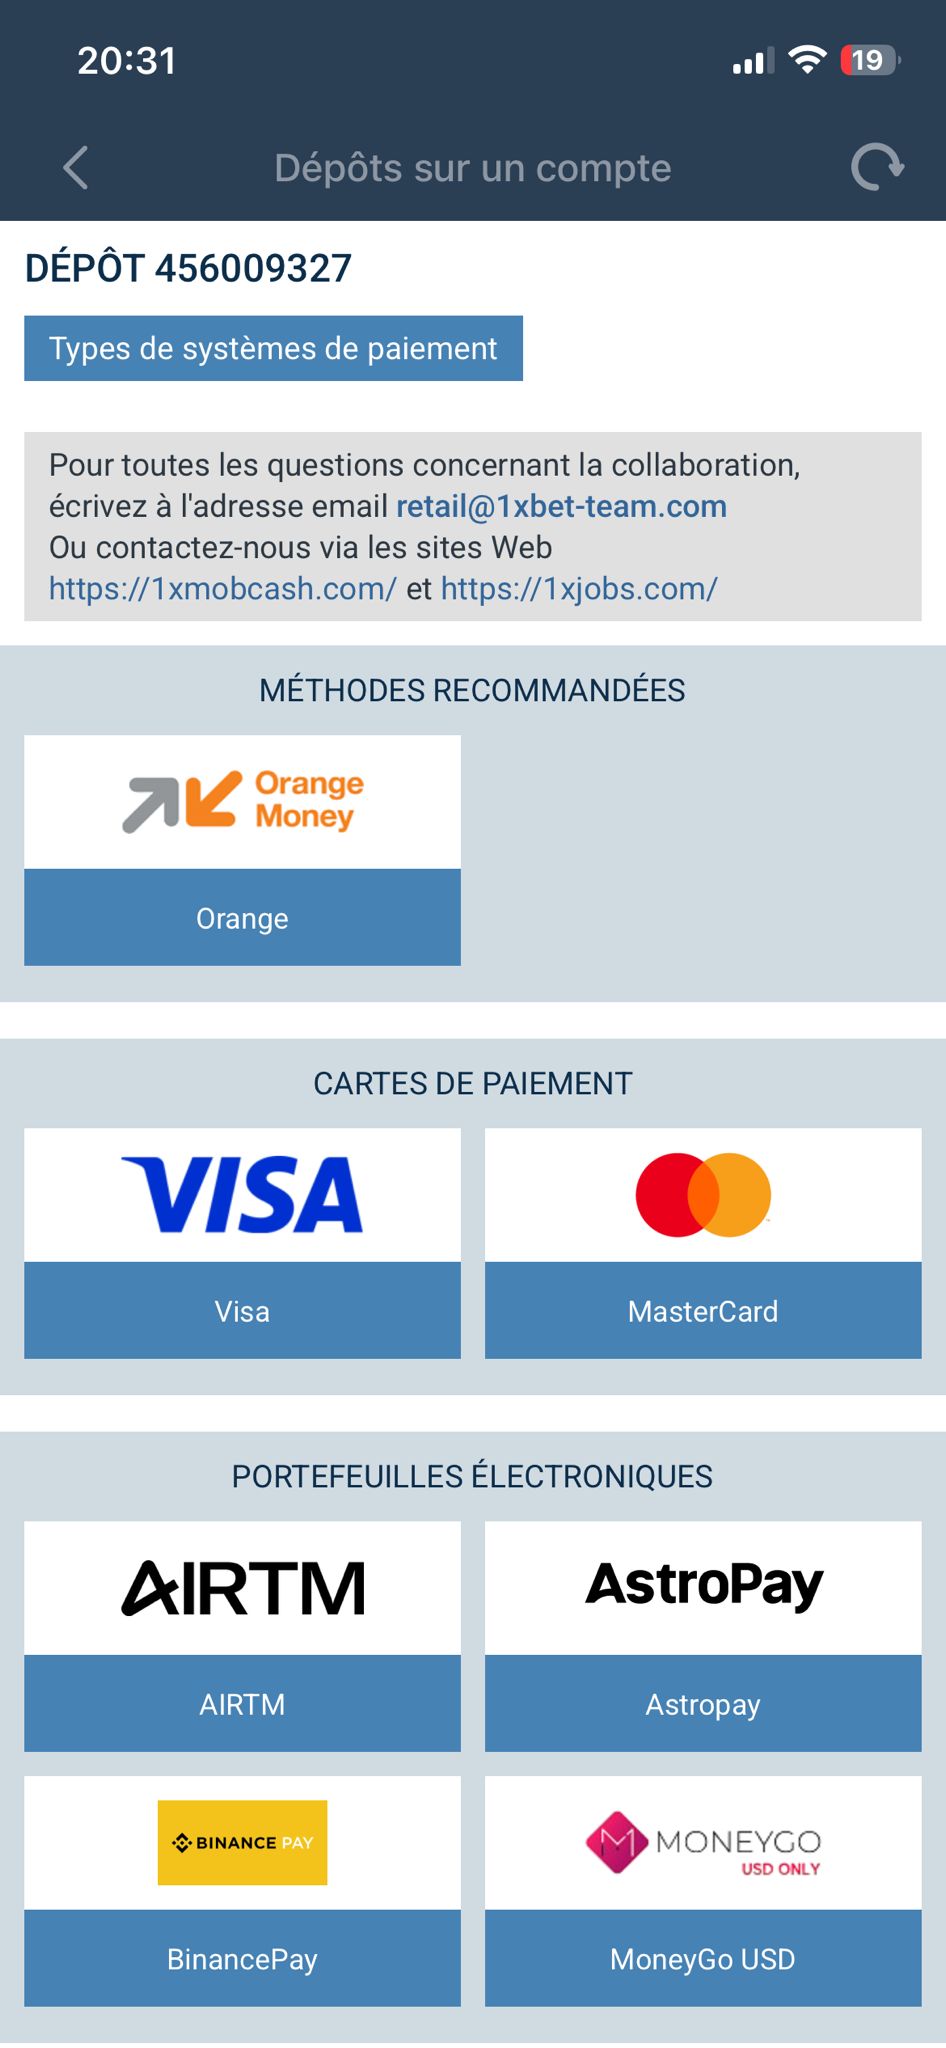 20:31
19
Dépôts sur un compte
DÉPÔT 456009327
Types de systèmes de paiement
Pour toutes les questions concernant la collaboration,
écrivez à l'adresse email retail@1xbet-team.com
Ou contactez-nous via les sites Web
https://1xmobcash.com/ et https://1xjobs.com/
MÉTHODES RECOMMANDÉES
Orange
Money
Orange
CARTES DE PAIEMENT
VISA
Visa
MasterCard
PORTEFEUILLES ÉLECTRONIQUES
AIRTM
AstroPay
AIRTM
Astropay
BINANCE PAY
MONEYGO
USD ONLY
BinancePay
MoneyGo USD